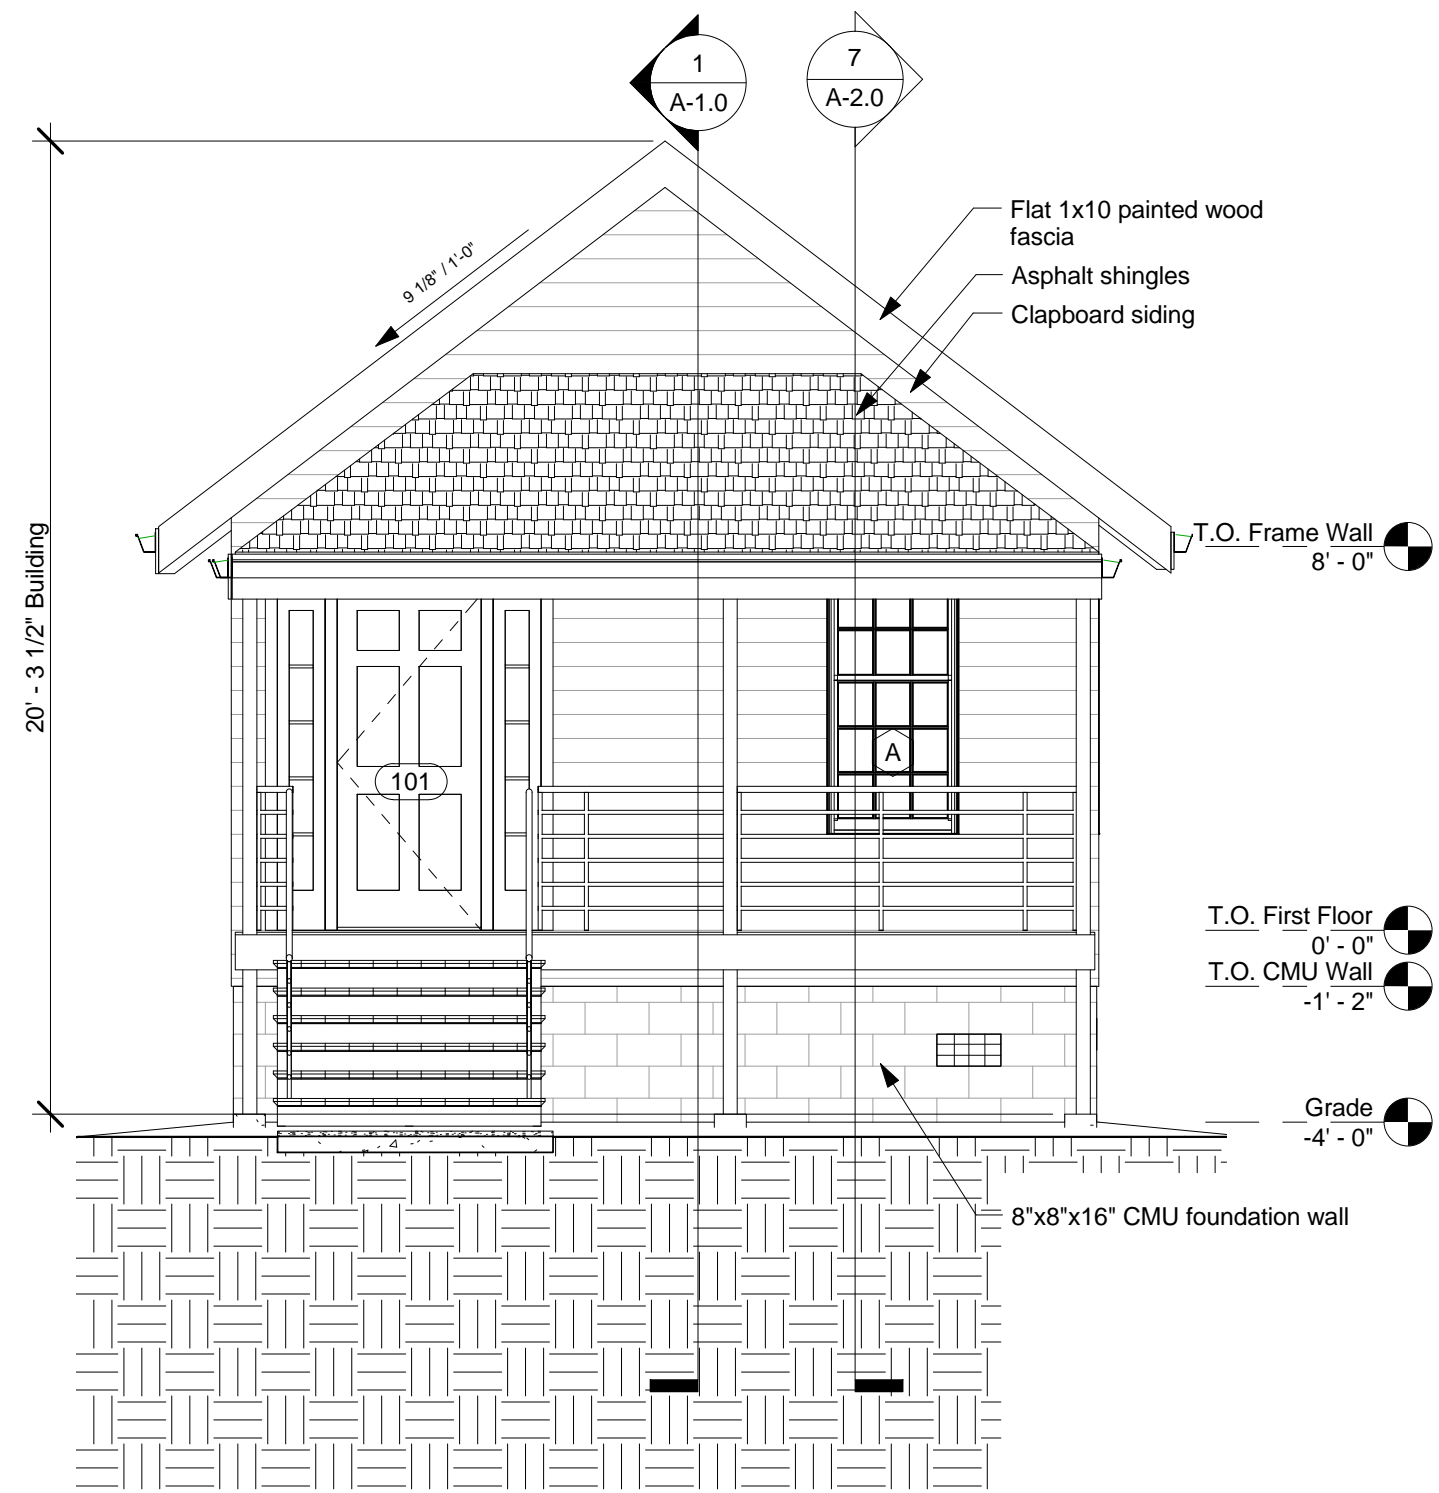 1
A-1.0
7
A-2.0
Flat 1x10 painted wood
fascia
Asphalt shingles
Clapboard siding
9 1/8" / 1'-0"
20' - 3 1/2" Building
T.O. Frame Wall
8' - 0"
A
101
T.O. First Floor
0' - 0"
T.O. CMU Wall
-1' - 2"
Grade
-4' - 0"
8"x8"x16" CMU foundation wall